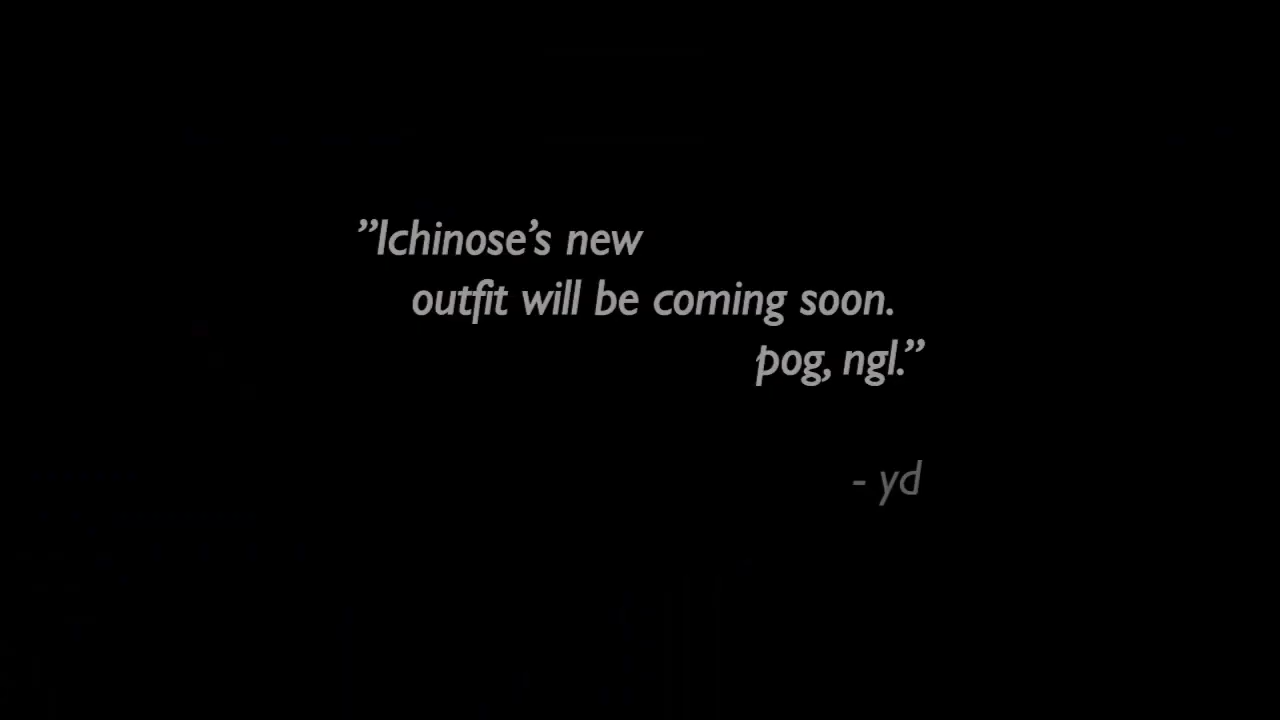 ”Ichinose’s new
outfit will be coming soon.
pog, ngl.”
- yd